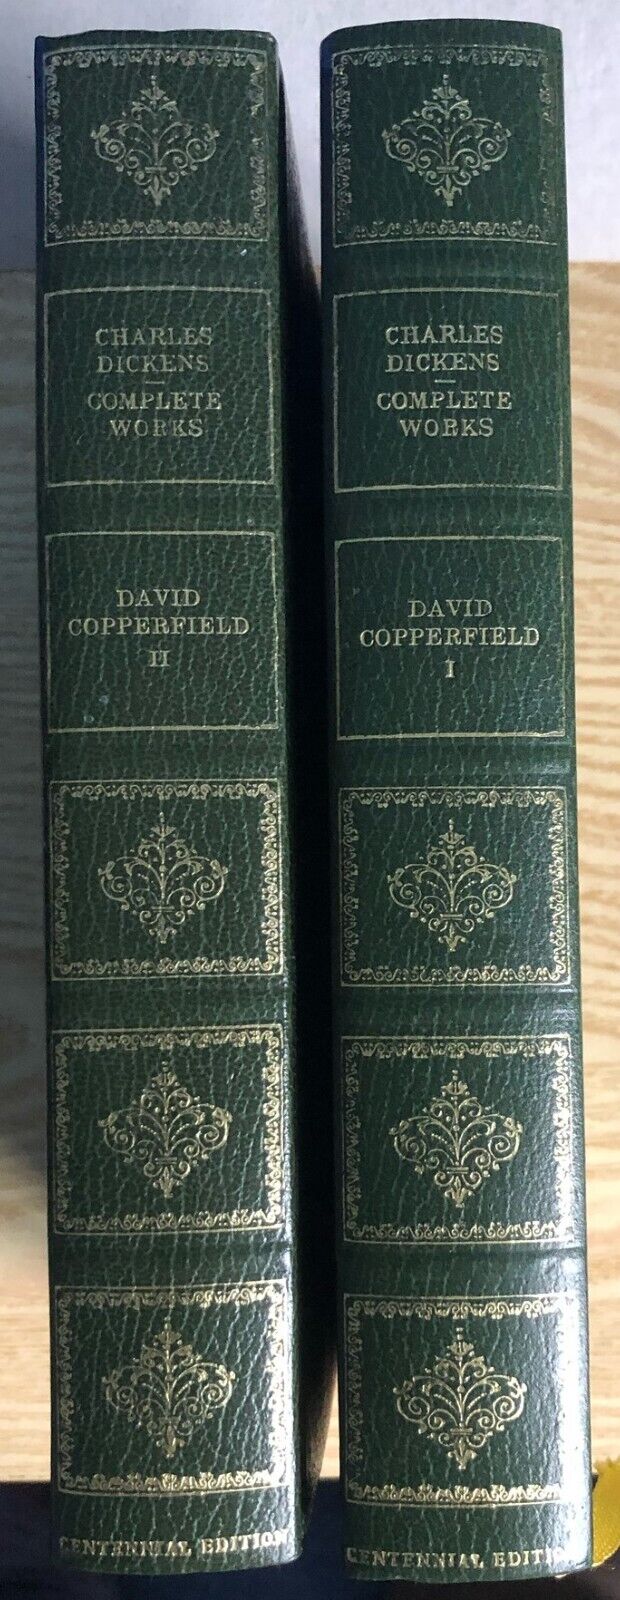 CHARLES
DICKENS
COMPLETE
WORKS
DAVID
COPPERFIELD
II
CENTENNIAL EDITION
CHARLES
DICKENS
COMPLETE
WORKS
DAVID
COPPERFIELD
I
CENTENNIAL EDITION